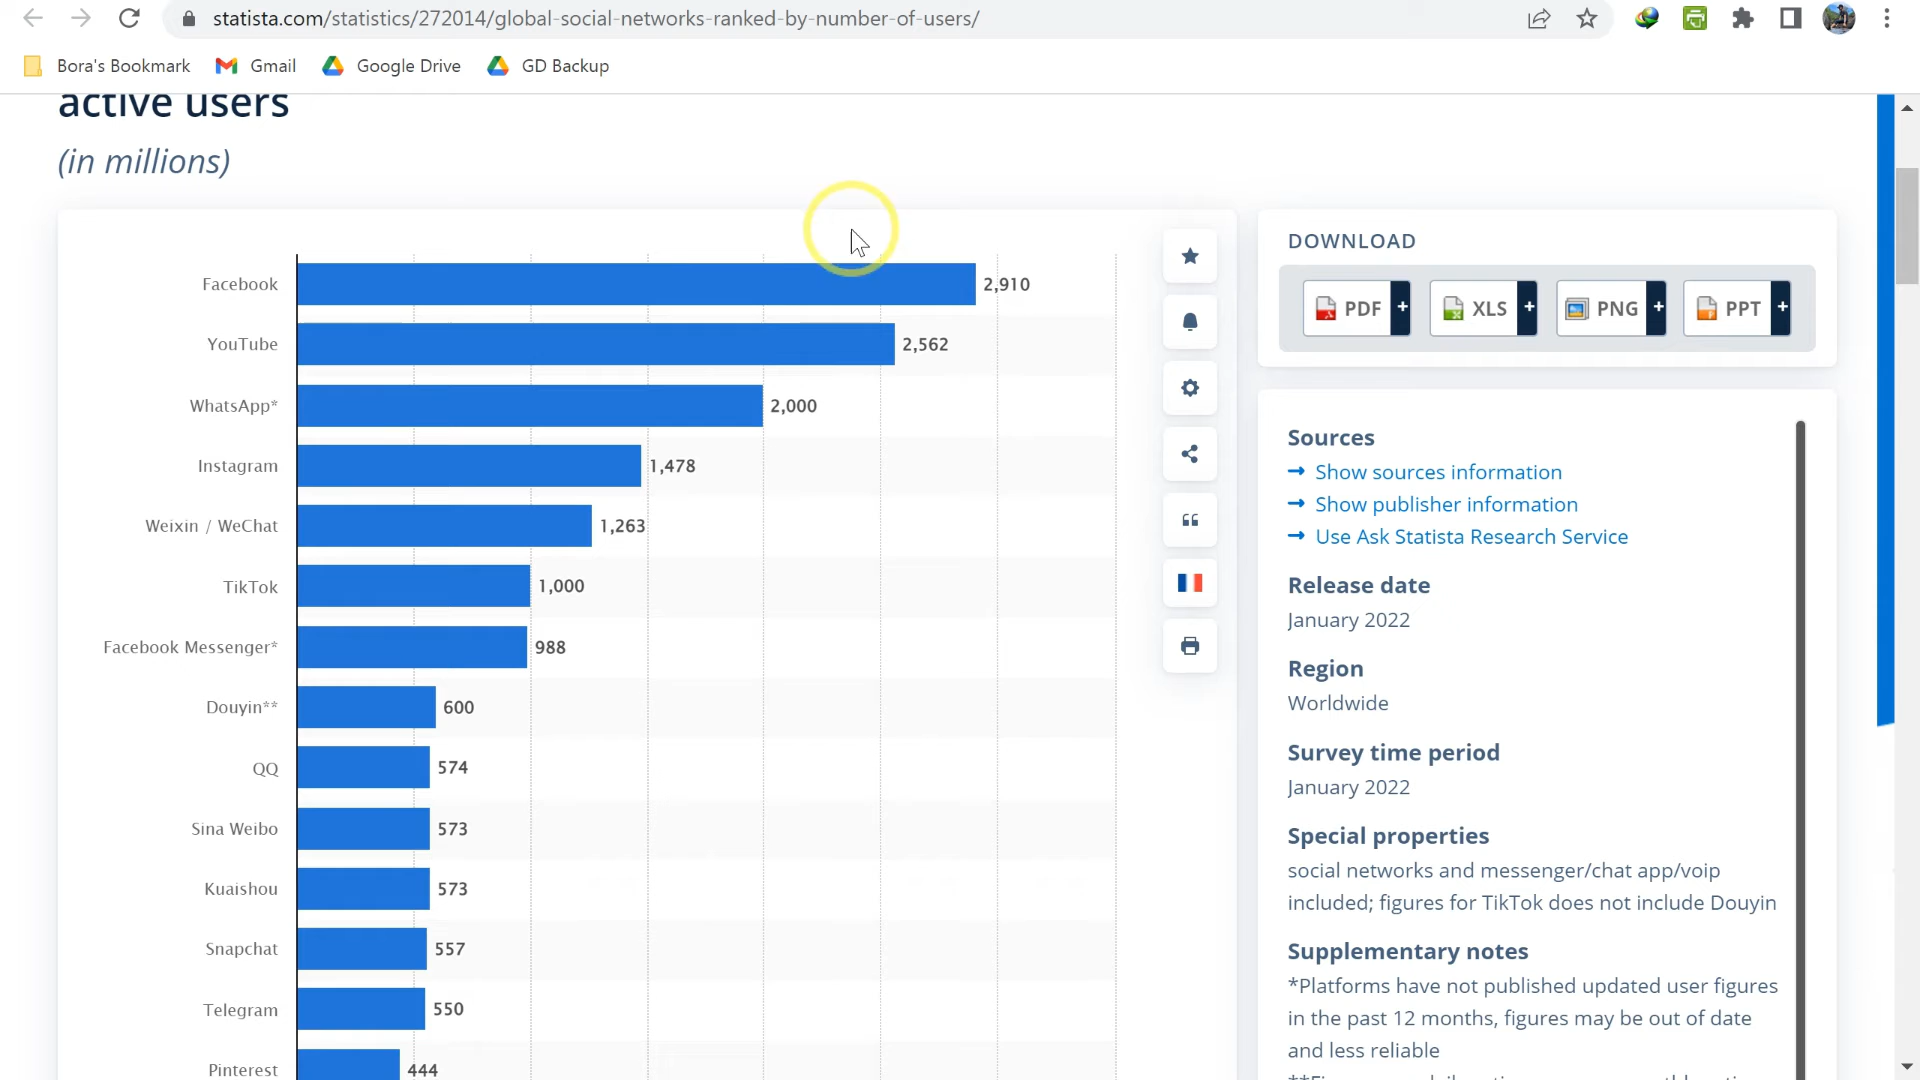 statista.com/statistics/272014/global-social-networks-ranked-by-number-of-users/
Bora's Bookmark Gmail Google Drive GD Backup
active users
(in millions)
Facebook 2,910
YouTube 2,562
WhatsApp* 2,000
Instagram 1,478
Weixin / WeChat 1,263
TikTok 1,000
Facebook Messenger* 988
Douyin** 600
QQ 574
Sina Weibo 573
Kuaishou 573
Snapchat 557
Telegram 550
Pinterest 444
DOWNLOAD
PDF + XLS + PNG + PPT +
Sources
→ Show sources information
→ Show publisher information
→ Use Ask Statista Research Service
Release date
January 2022
Region
Worldwide
Survey time period
January 2022
Special properties
social networks and messenger/chat app/voip
included; figures for TikTok does not include Douyin
Supplementary notes
*Platforms have not published updated user figures
in the past 12 months, figures may be out of date
and less reliable